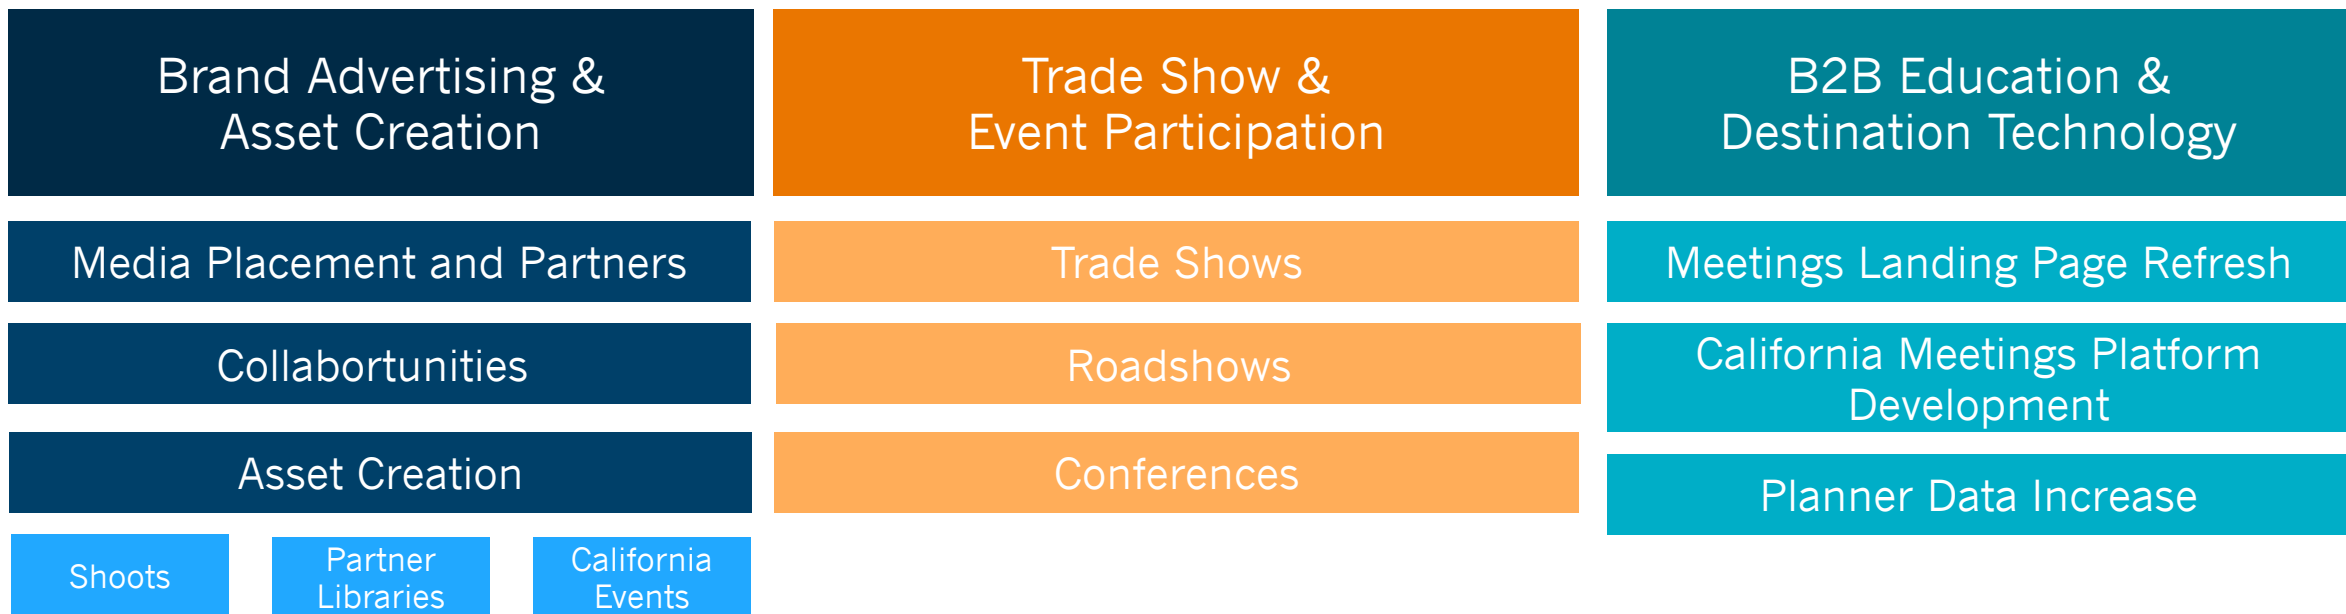 Brand Advertising &
Asset Creation
Media Placement and Partners
Collabortunities
Asset Creation
Shoots
Partner
Libraries
California
Events
Trade Show &
Event Participation
Trade Shows
Roadshows
Conferences
B2B Education &
Destination Technology
Meetings Landing Page Refresh
California Meetings Platform
Development
Planner Data Increase